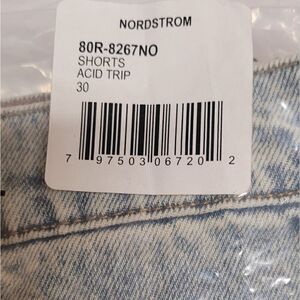 NORDSTROM
80R-8267NO
SHORTS
ACID TRIP
30
7 97503 06720 2